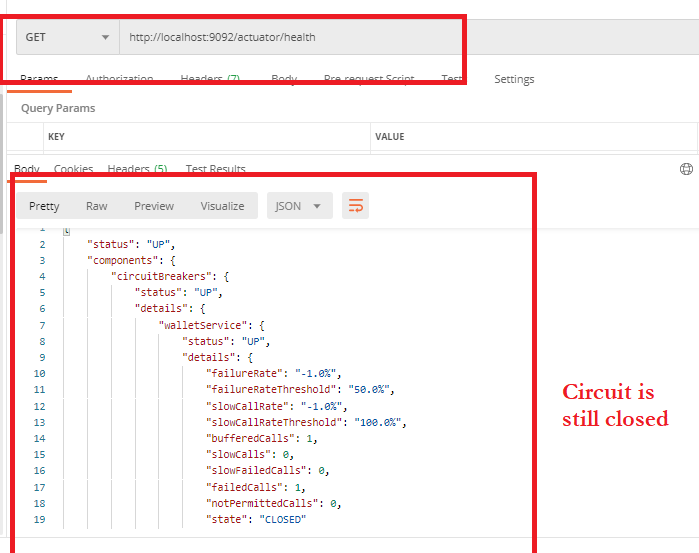 GET http://localhost:9092/actuator/health
Params Authorization Headers (7) Body Pre-request Script Test Settings
Query Params
KEY VALUE
Body Cookies Headers (5) Test Results
Pretty Raw Preview Visualize JSON
1 {
2 "status": "UP",
3 "components": {
4 "circuitBreakers": {
5 "status": "UP",
6 "details": {
7 "walletService": {
8 "status": "UP",
9 "details": {
10 "failureRate": "-1.0%",
11 "failureRateThreshold": "50.0%",
12 "slowCallRate": "-1.0%",
13 "slowCallRateThreshold": "100.0%",
14 "bufferedCalls": 1,
15 "slowCalls": 0,
16 "slowFailedCalls": 0,
17 "failedCalls": 1,
18 "notPermittedCalls": 0,
19 "state": "CLOSED"
Circuit is
still closed